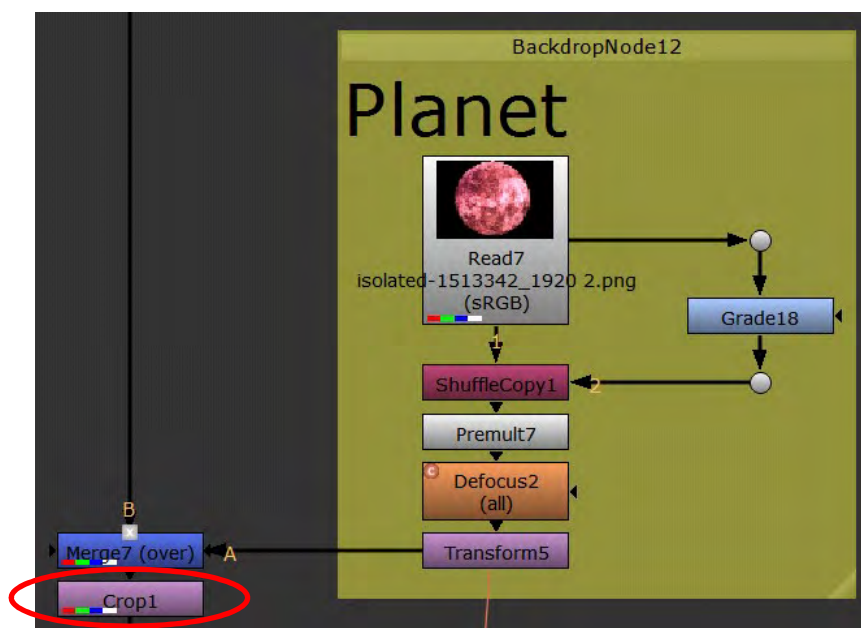 BackdropNode12
Planet
Read7
isolated-1513342_1920 2.png
(sRGB)
Grade18
1
ShuffleCopy1
2
Premult7
c
Defocus2
(all)
B
x
Merge7 (over)
A
Transform5
Crop1